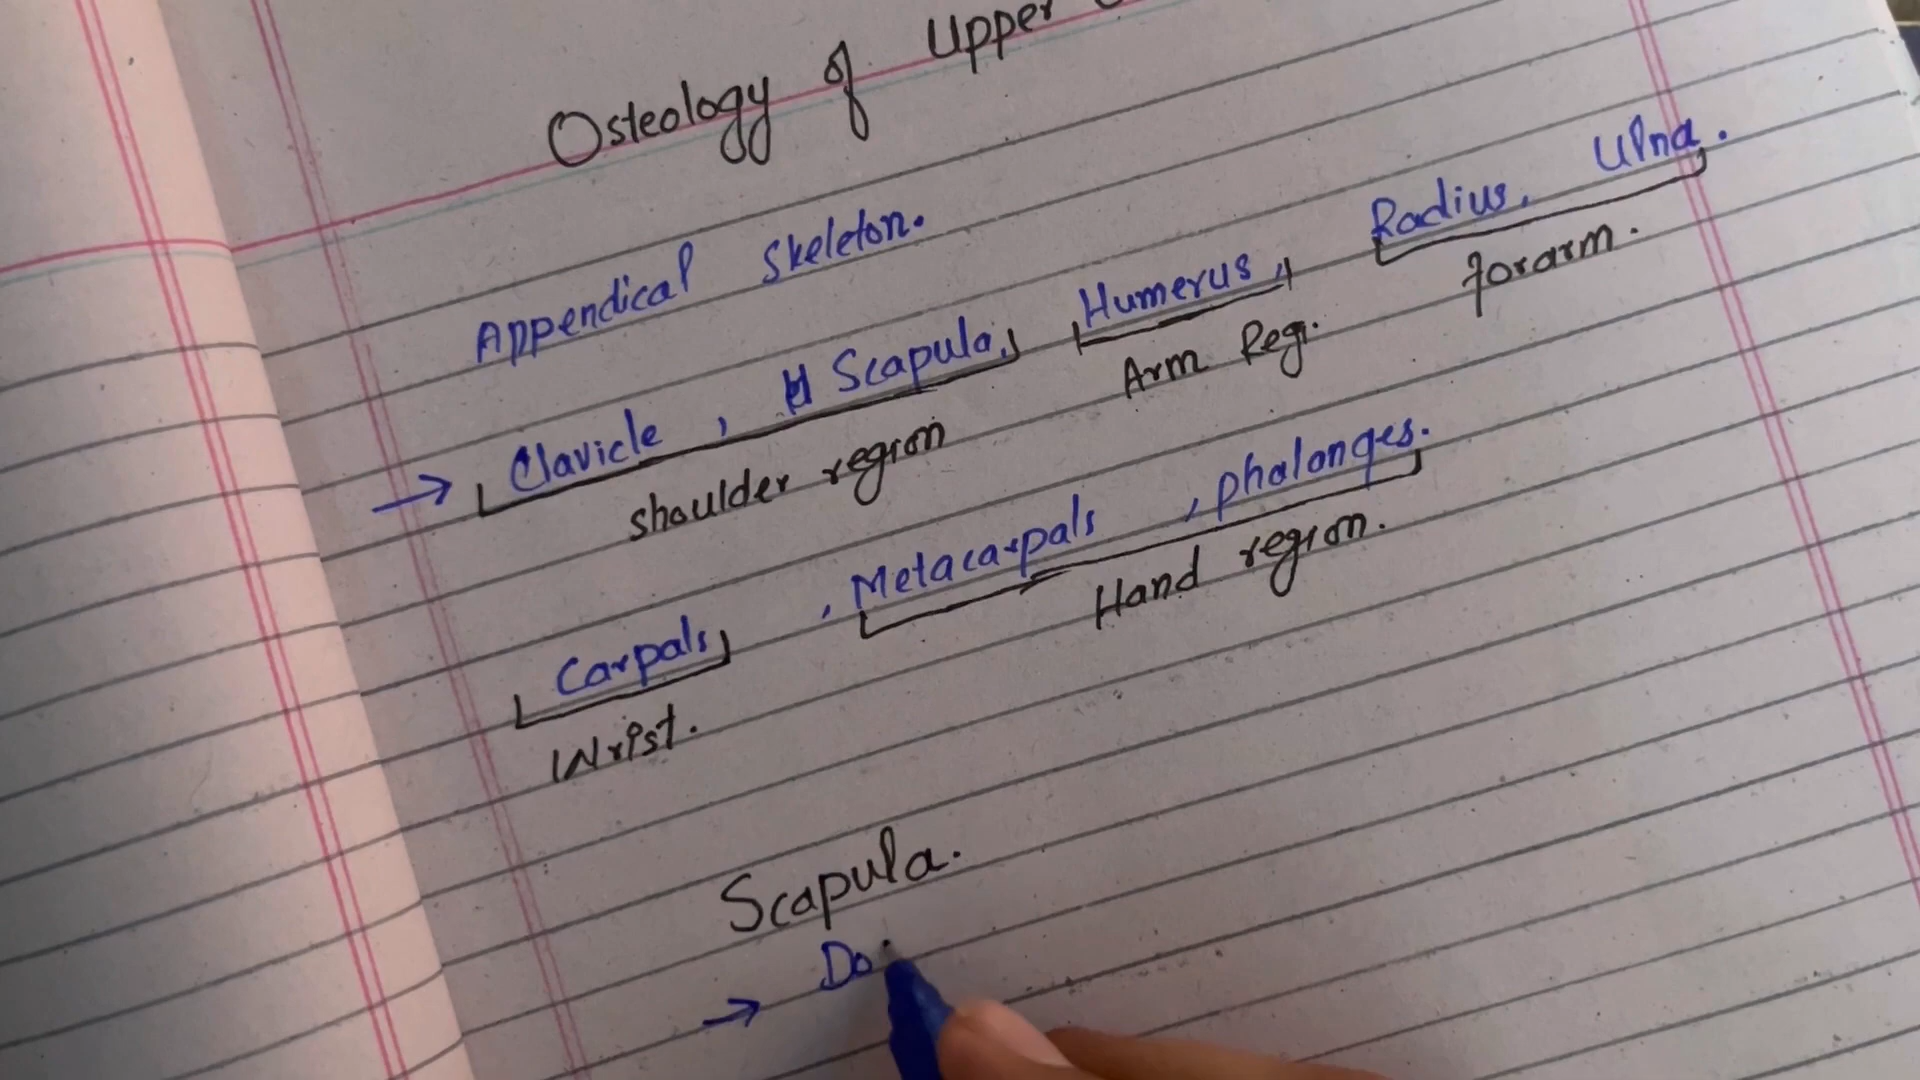 Osteology of Upper
Appendical Skeleton.
→ Clavicle, Scapula, Humerus, Radius, Ulna.
shoulder region Arm Reg. forarm.
Carpals, Metacarpals, phalanges.
Wrist. Hand region.
Scapula.
→ Do